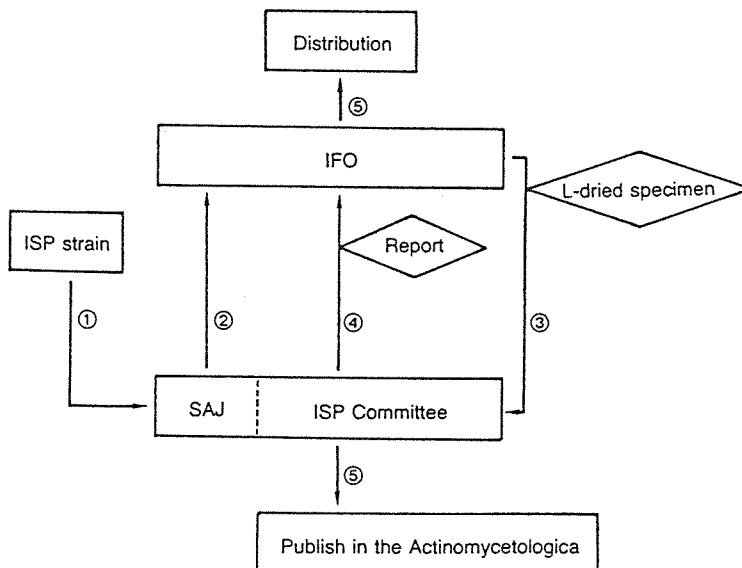 Distribution
⑤
IFO
L-dried specimen
ISP strain
Report
①
②
④
③
SAJ
ISP Committee
⑤
Publish in the Actinomycetologica